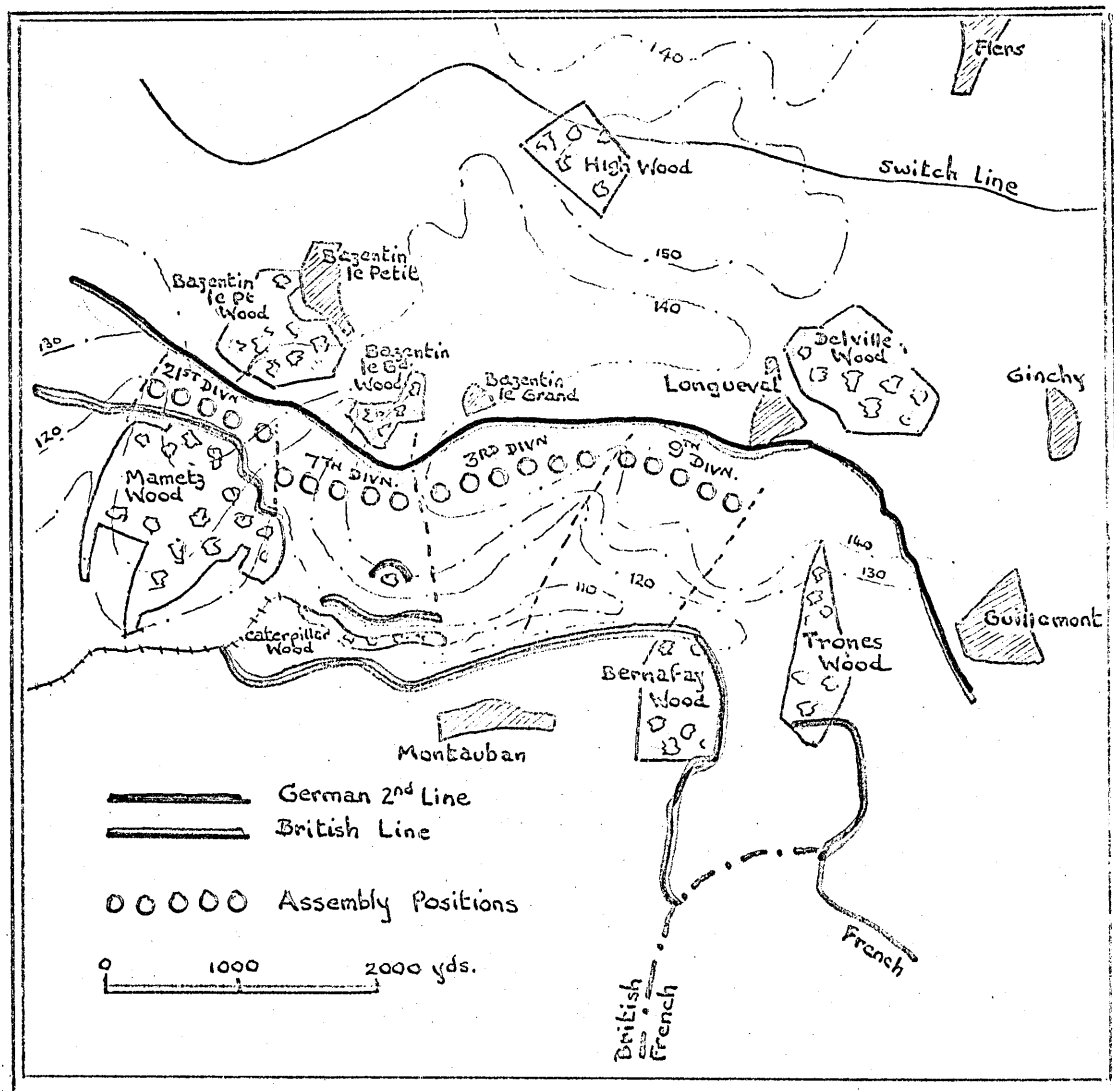 140
Flers
High Wood
Switch Line
150
140
Bazentin
le Petit
Bazentin
le Pt
Wood
130
Bazentin
le Gd
Wood
Bazentin
le Grand
Longueval
Delville
Wood
Ginchy
21ST DIVN
120
Mametz
Wood
7TH DIVN.
3RD DIVN
9TH
DIVN.
140
130
120
110
Caterpillar
Wood
Trones
Wood
Guillemont
Bernafay
Wood
Montauban
German 2nd Line
British Line
Assembly Positions
0 1000 2000 yds.
French
British
French